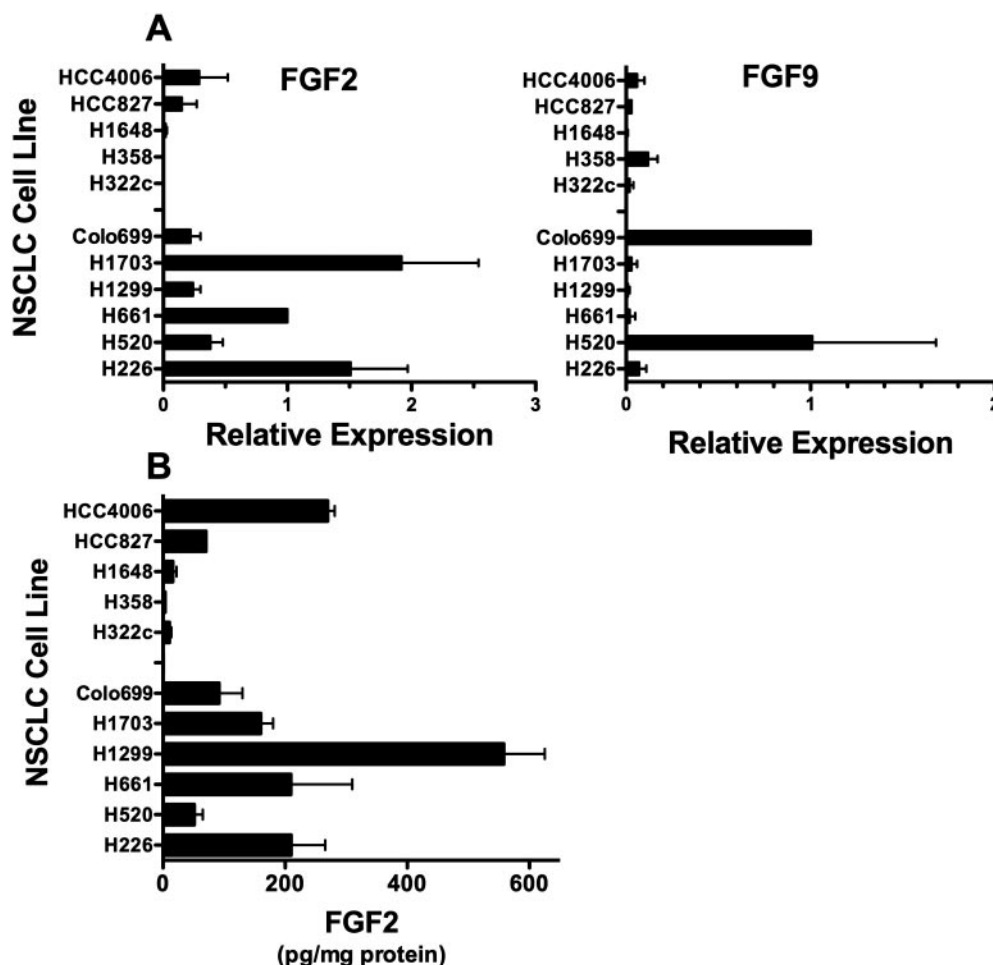 A
FGF2
NSCLC Cell LIne
HCC4006
HCC827
H1648
H358
H322c
Colo699
H1703
H1299
H661
H520
H226
0 1 2 3
Relative Expression
FGF9
HCC4006
HCC827
H1648
H358
H322c
Colo699
H1703
H1299
H661
H520
H226
0 1 2
Relative Expression
B
NSCLC Cell Line
HCC4006
HCC827
H1648
H358
H322c
Colo699
H1703
H1299
H661
H520
H226
0 200 400 600
FGF2
(pg/mg protein)